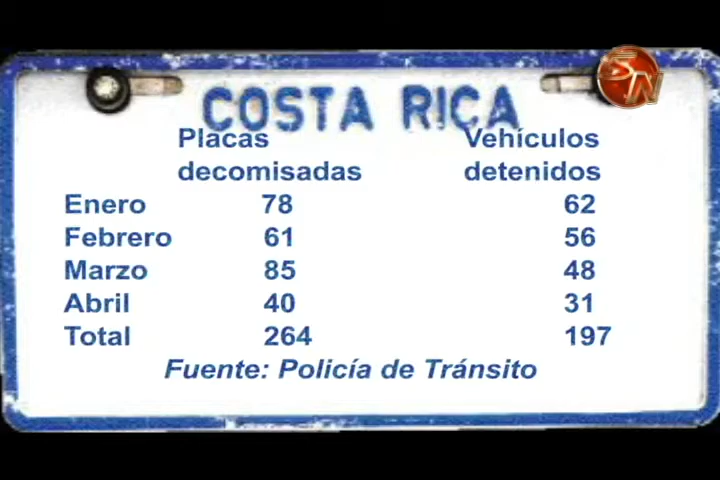 SN
COSTA RICA
Placas decomisadas Vehículos detenidos
Enero 78 62
Febrero 61 56
Marzo 85 48
Abril 40 31
Total 264 197
Fuente: Policía de Tránsito